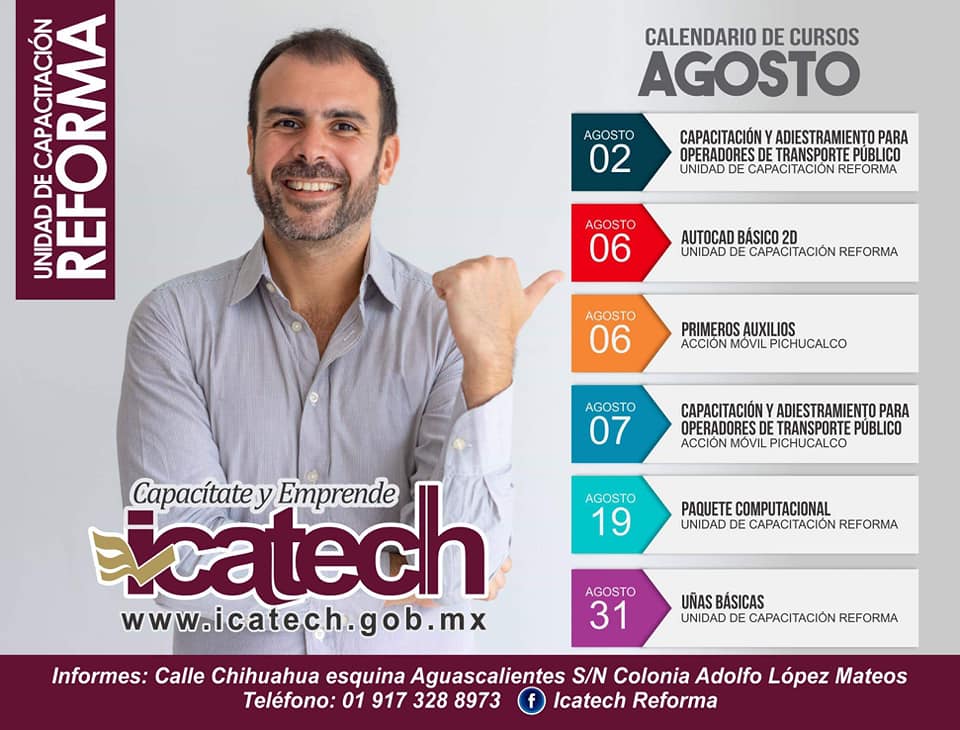 UNIDAD DE CAPACITACIÓN
REFORMA
CALENDARIO DE CURSOS
AGOSTO
AGOSTO
02
CAPACITACIÓN Y ADIESTRAMIENTO PARA
OPERADORES DE TRANSPORTE PÚBLICO
UNIDAD DE CAPACITACIÓN REFORMA
AGOSTO
06
AUTOCAD BÁSICO 2D
UNIDAD DE CAPACITACIÓN REFORMA
AGOSTO
06
PRIMEROS AUXILIOS
ACCIÓN MÓVIL PICHUCALCO
AGOSTO
07
CAPACITACIÓN Y ADIESTRAMIENTO PARA
OPERADORES DE TRANSPORTE PÚBLICO
ACCIÓN MÓVIL PICHUCALCO
AGOSTO
19
PAQUETE COMPUTACIONAL
UNIDAD DE CAPACITACIÓN REFORMA
AGOSTO
31
UÑAS BÁSICAS
UNIDAD DE CAPACITACIÓN REFORMA
Capacítate y Emprende
icatech
www.icatech.gob.mx
Informes: Calle Chihuahua esquina Aguascalientes S/N Colonia Adolfo López Mateos
Teléfono: 01 917 328 8973 f Icatech Reforma